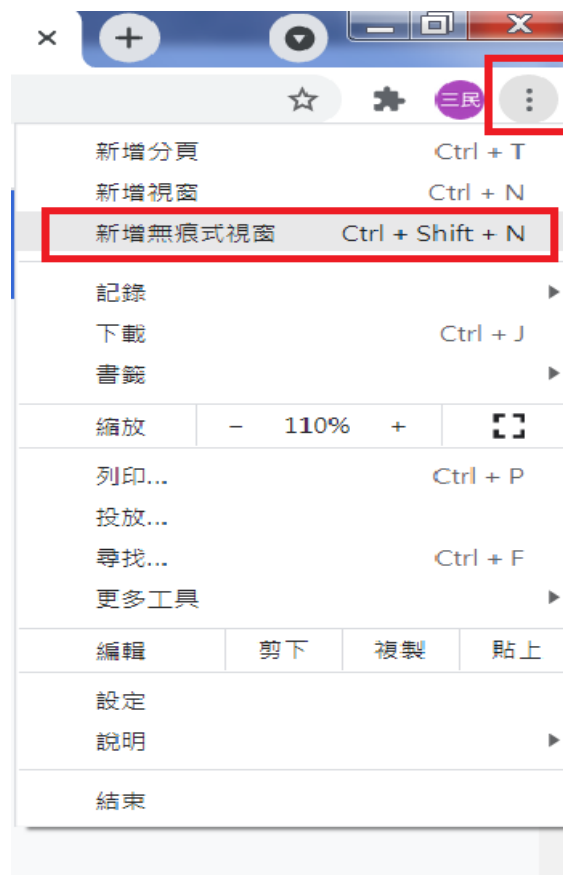 三民
新增分頁 Ctrl + T
新增視窗 Ctrl + N
新增無痕式視窗 Ctrl + Shift + N
記錄
下載 Ctrl + J
書籤
縮放 − 110% +
列印... Ctrl + P
投放...
尋找... Ctrl + F
更多工具
編輯 剪下 複製 貼上
設定
說明
結束